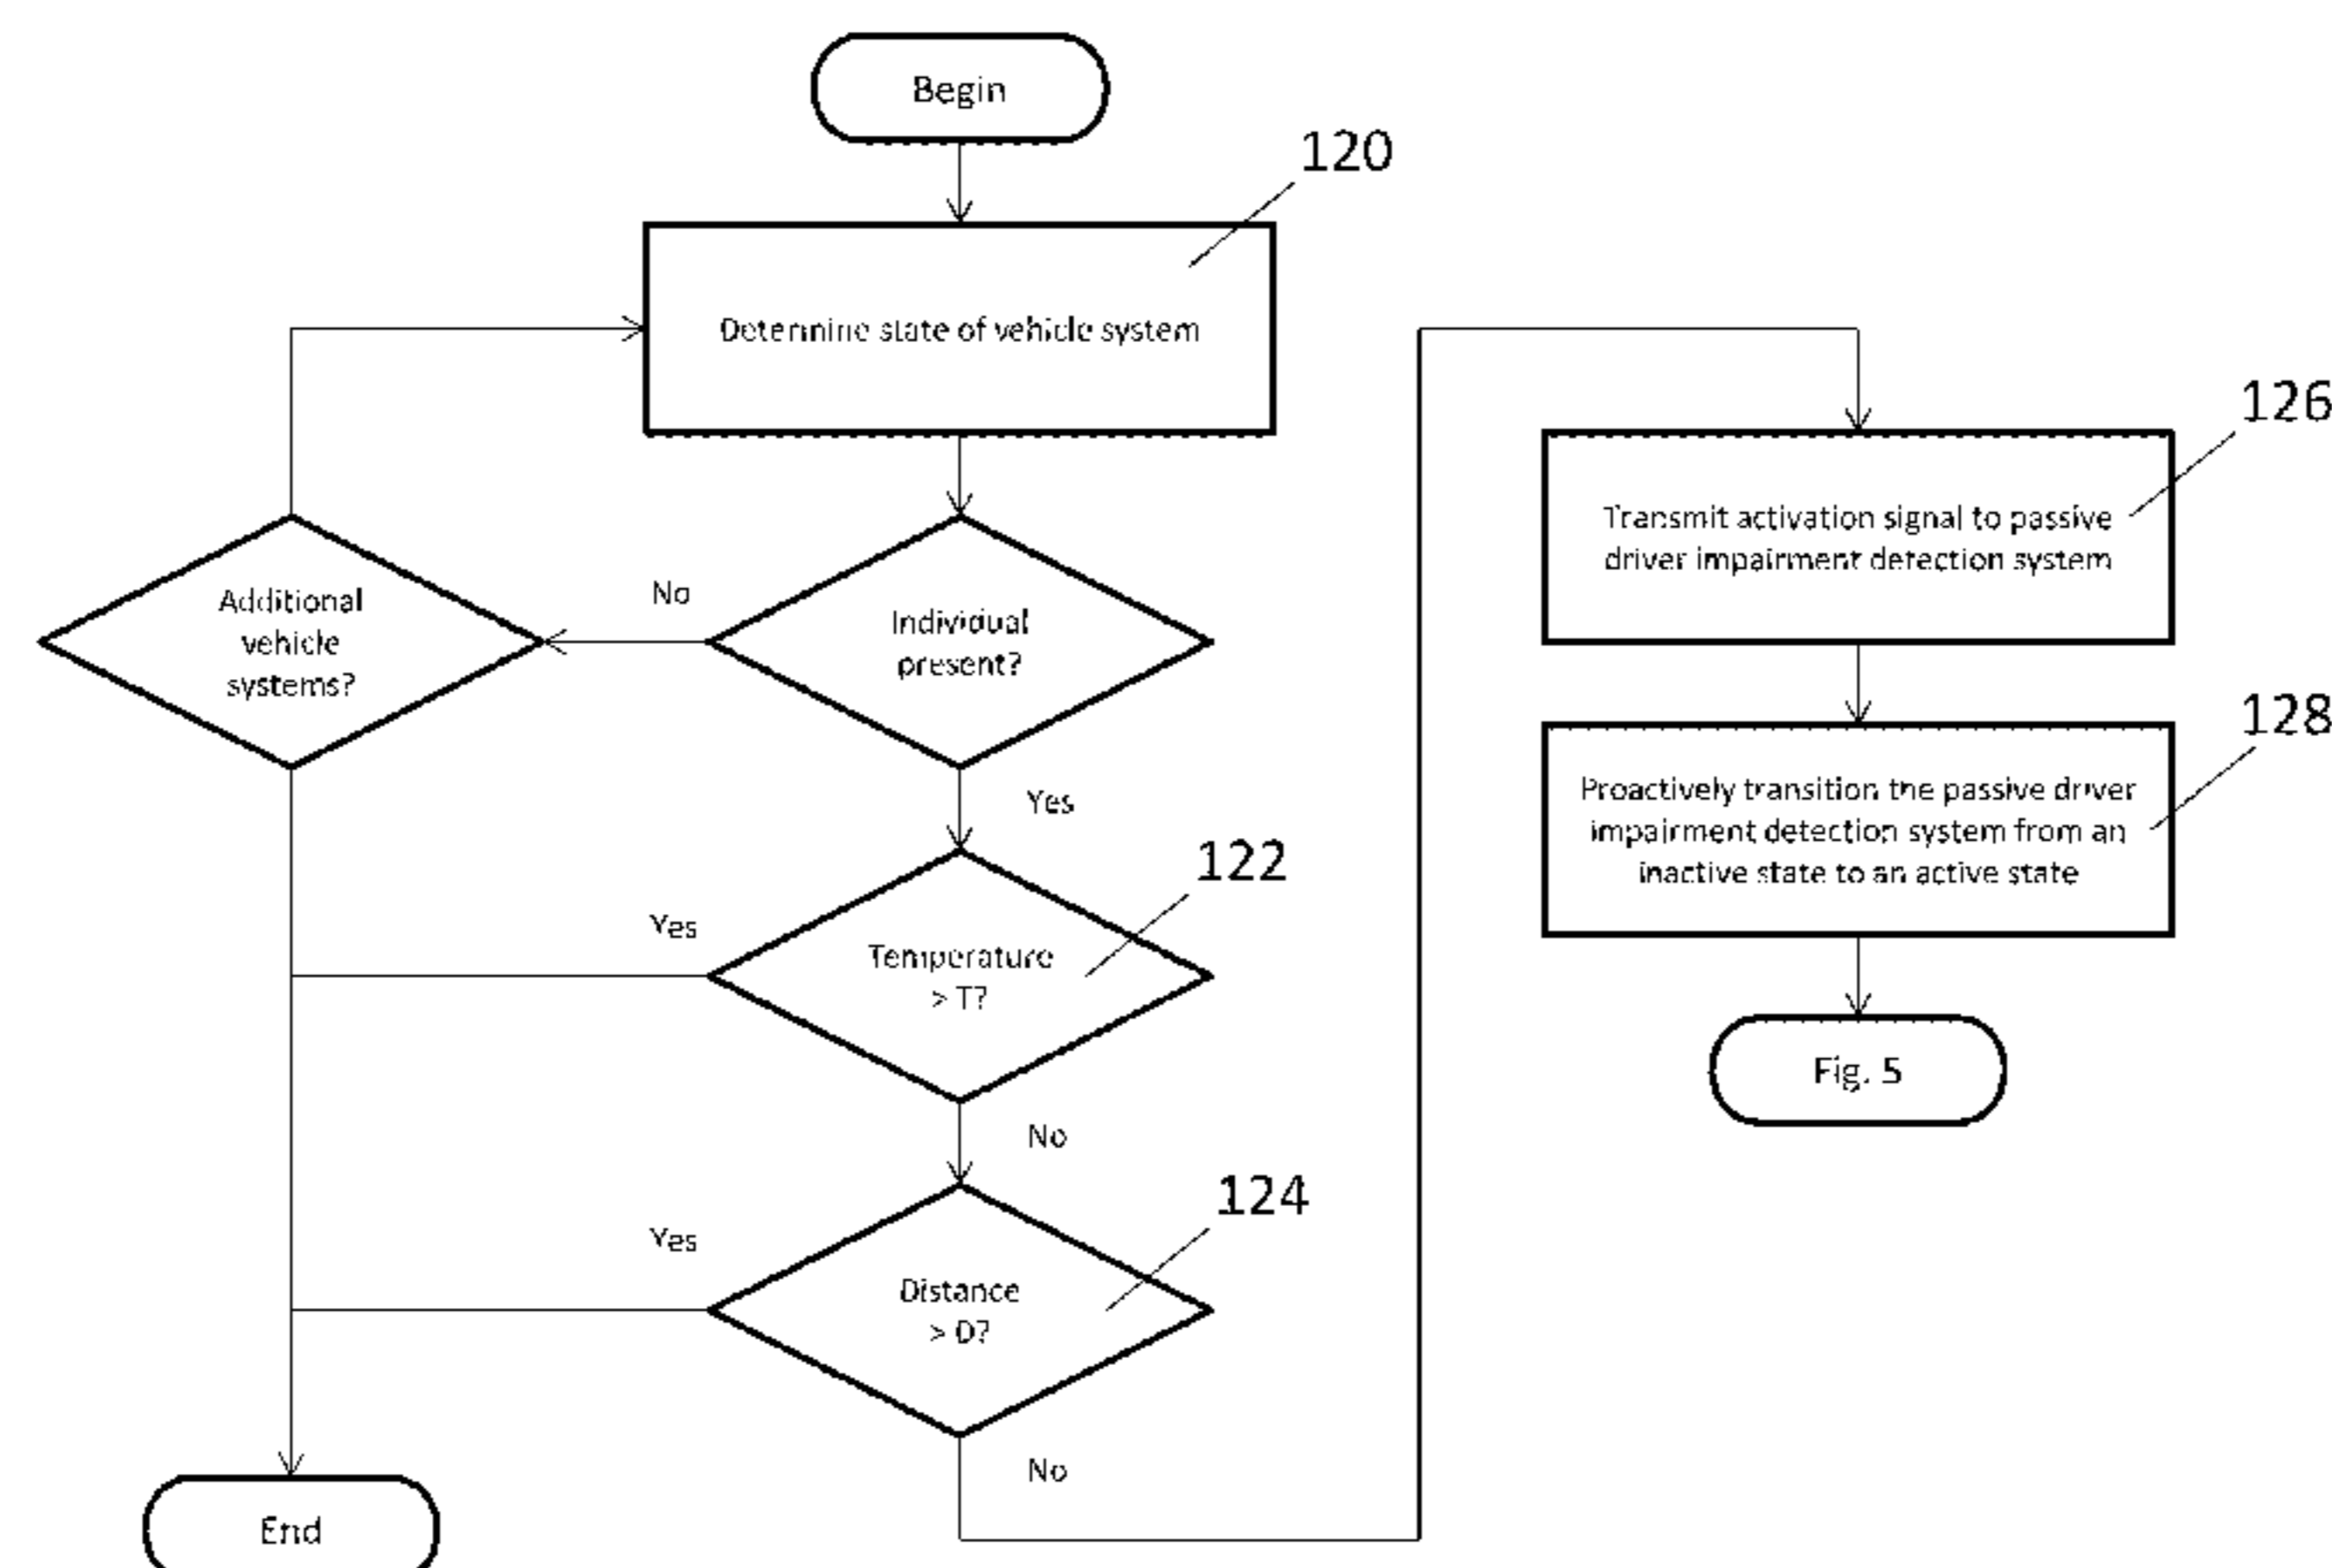 Begin
120
Determine state of vehicle system
126
Transmit activation signal to passive
driver impairment detection system
Additional
vehicle
systems?
No
Individual
present?
128
Yes
Proactively transition the passive driver
impairment detection system from an
inactive state to an active state
122
Yes
Temperature
> T?
Fig. 5
No
124
Yes
Distance
> D?
No
End